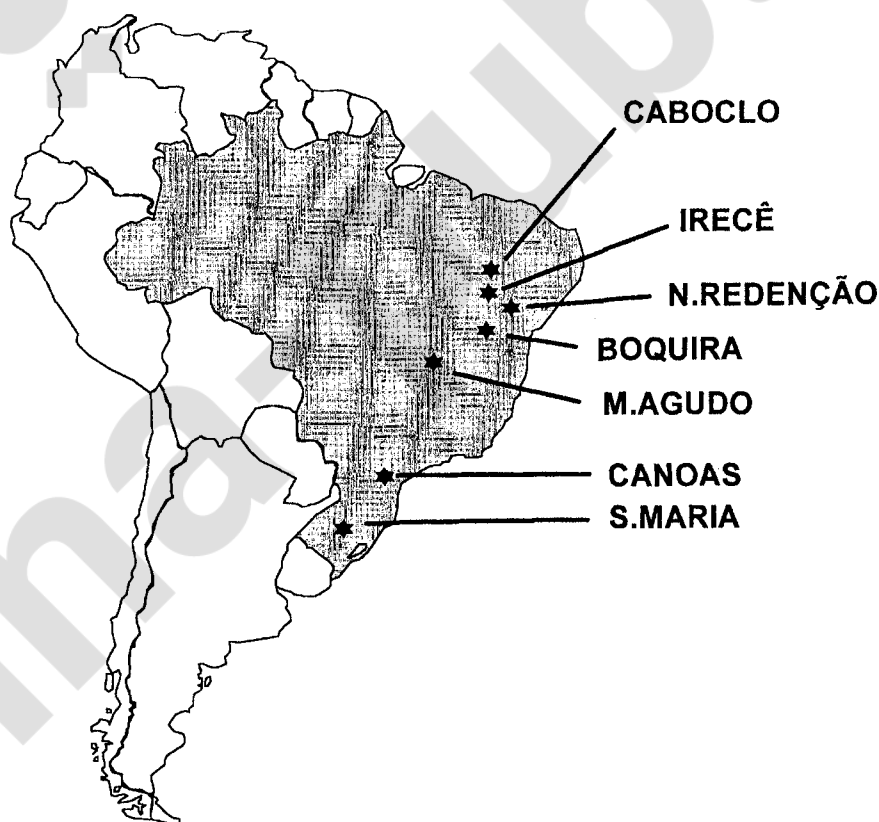 CABOCLO
IRECÊ
N.REDENÇÃO
BOQUIRA
M.AGUDO
CANOAS
S.MARIA